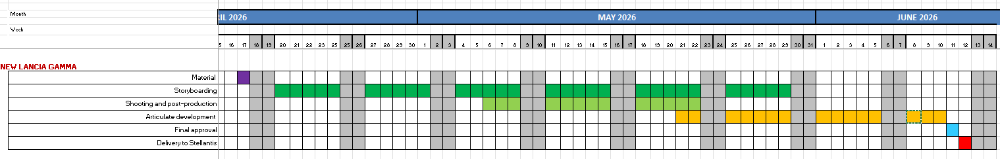 Month
RIL 2026 MAY 2026 JUNE 2026
Week
5 16 17 18 19 20 21 22 23 25 25 26 27 28 29 30 1 2 3 4 5 6 7 8 9 10 11 12 13 14 15 16 17 18 19 20 21 22 23 24 25 26 27 28 29 30 31 1 2 3 4 5 6 7 8 9 10 11 12 13 14
NEW LANCIA GAMMA
Material
Storyboarding
Shooting and post-production
Articulate development
Final approval
Delivery to Stellantis